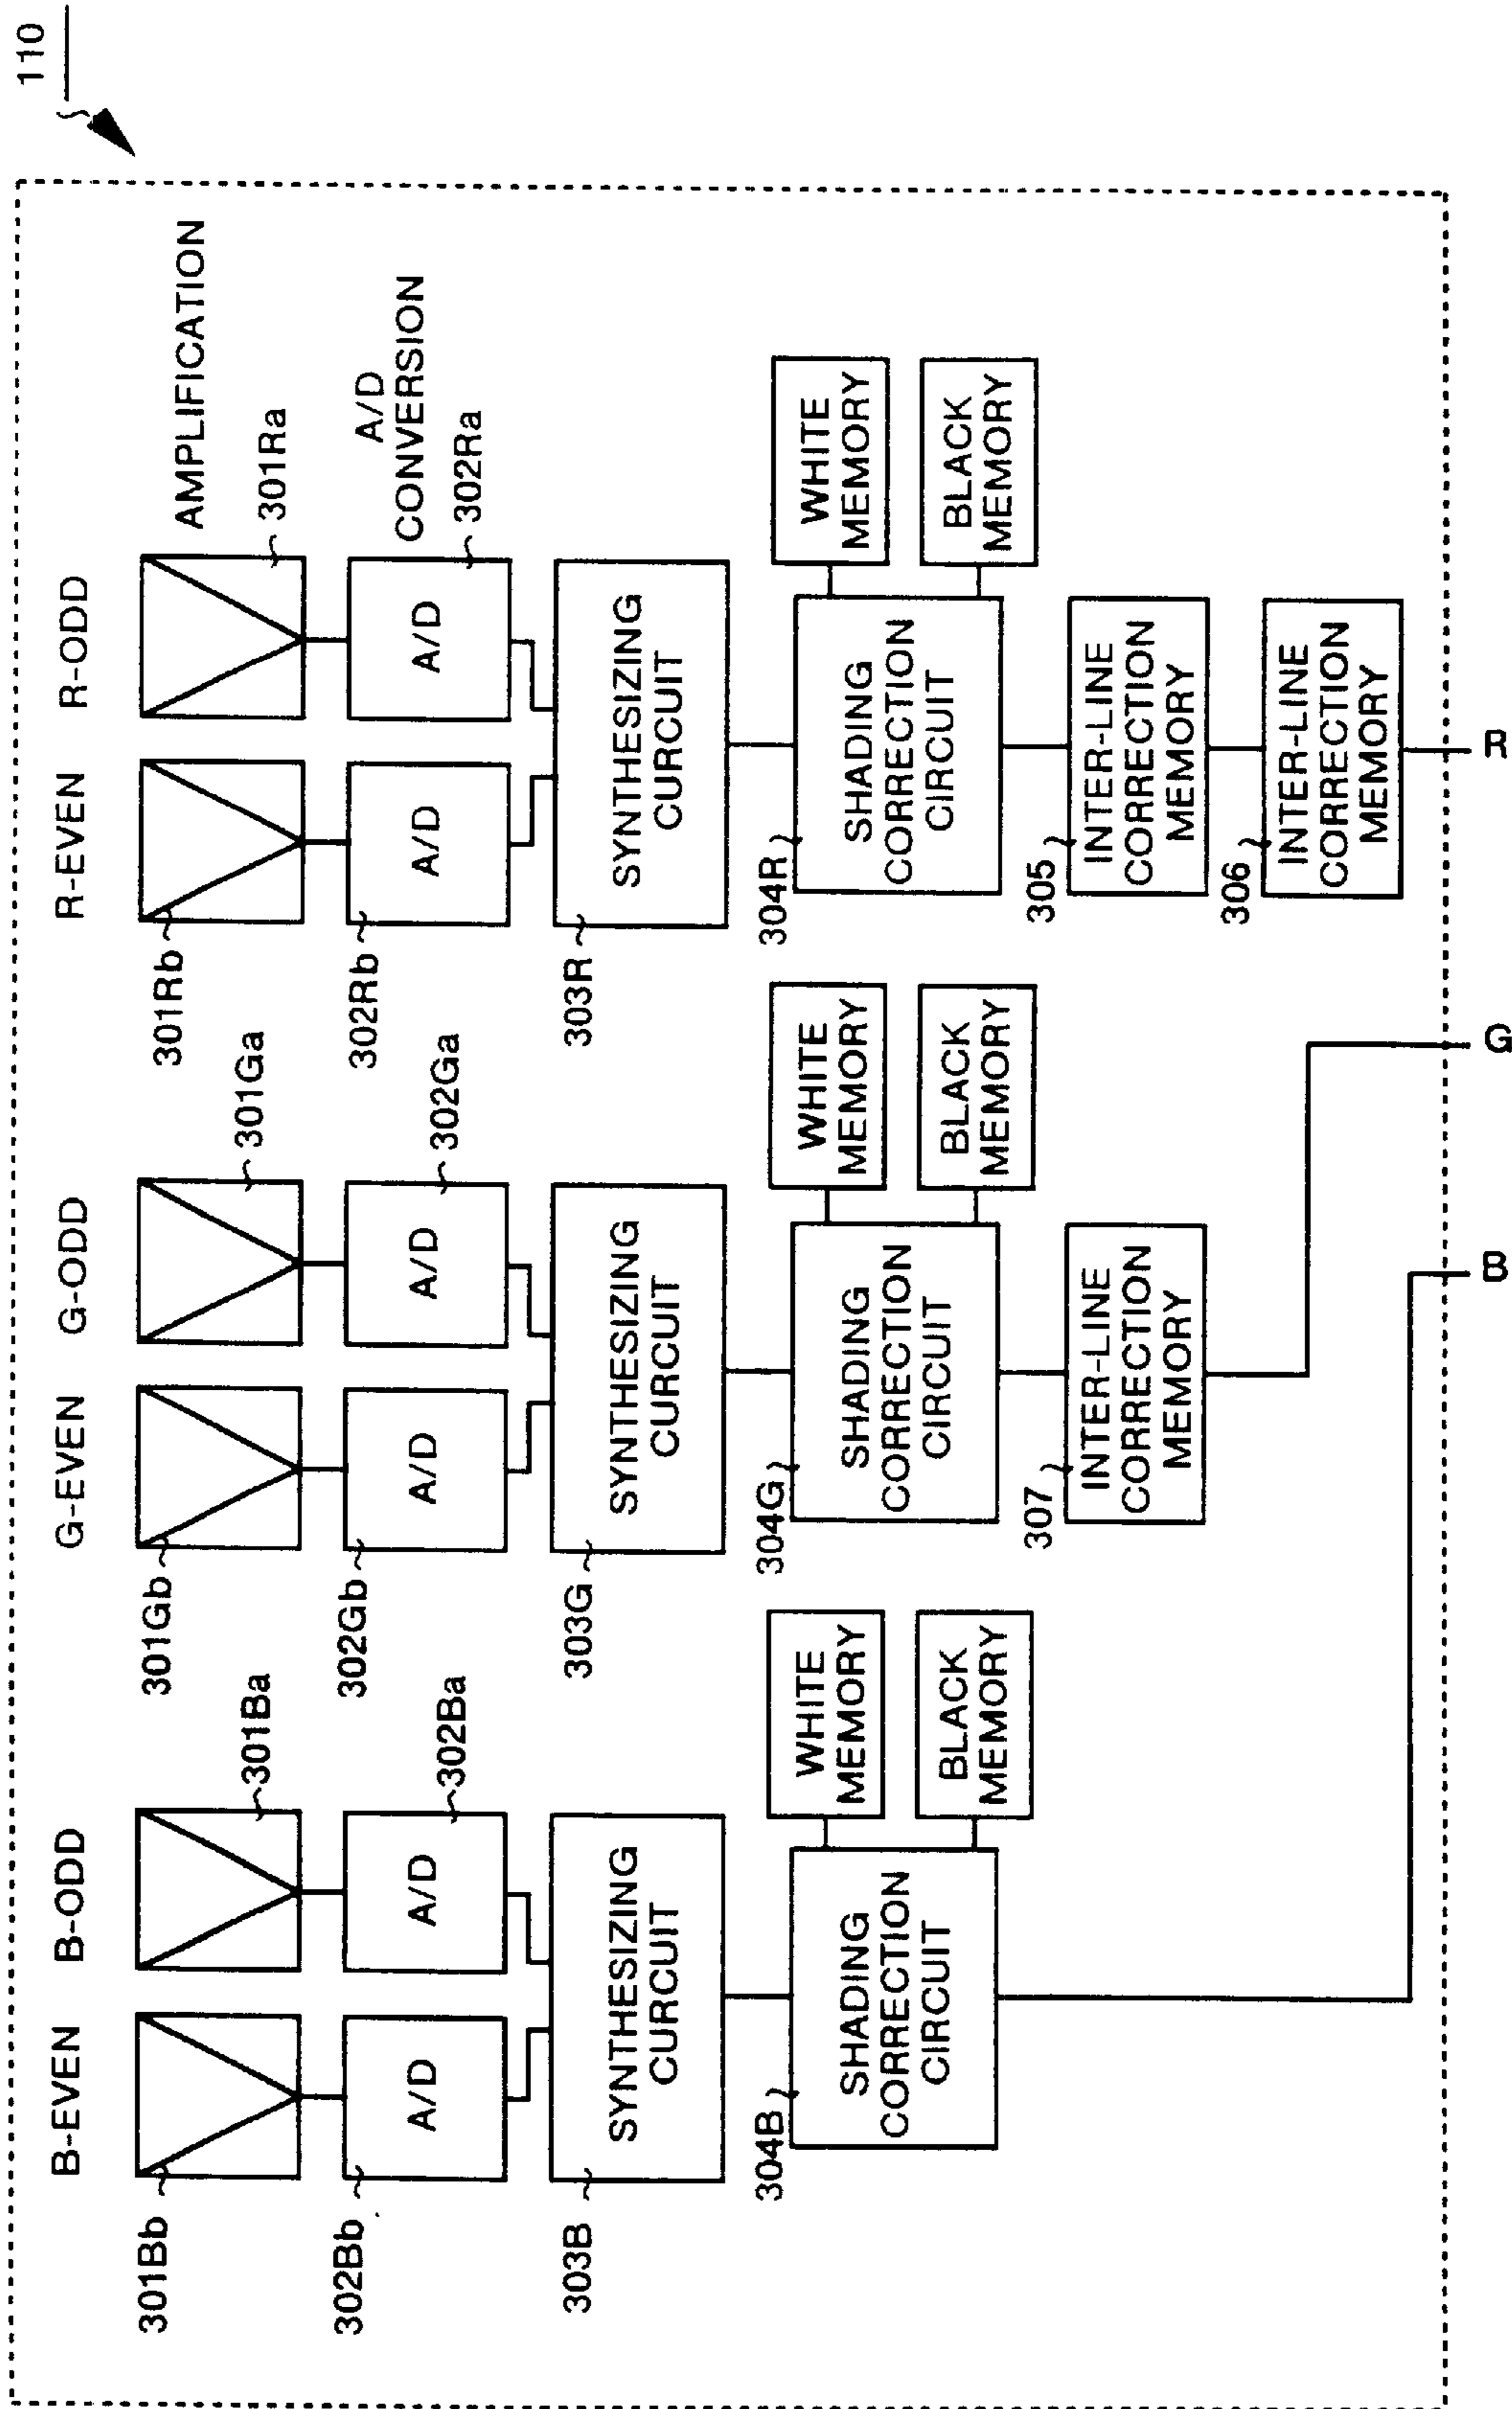 110
B-EVEN
B-ODD
G-EVEN
G-ODD
R-EVEN
R-ODD
AMPLIFICATION
301Bb
301Ba
301Gb
301Ga
301Rb
301Ra
A/D
CONVERSION
A/D
A/D
A/D
A/D
A/D
A/D
302Bb
302Ba
302Gb
302Ga
302Rb
302Ra
303B
SYNTHESIZING
CURCUIT
303G
SYNTHESIZING
CURCUIT
303R
SYNTHESIZING
CURCUIT
304B
SHADING
CORRECTION
CIRCUIT
WHITE
MEMORY
BLACK
MEMORY
304G
SHADING
CORRECTION
CIRCUIT
WHITE
MEMORY
BLACK
MEMORY
304R
SHADING
CORRECTION
CIRCUIT
WHITE
MEMORY
BLACK
MEMORY
307
INTER-LINE
CORRECTION
MEMORY
305
INTER-LINE
CORRECTION
MEMORY
306
INTER-LINE
CORRECTION
MEMORY
B
G
R